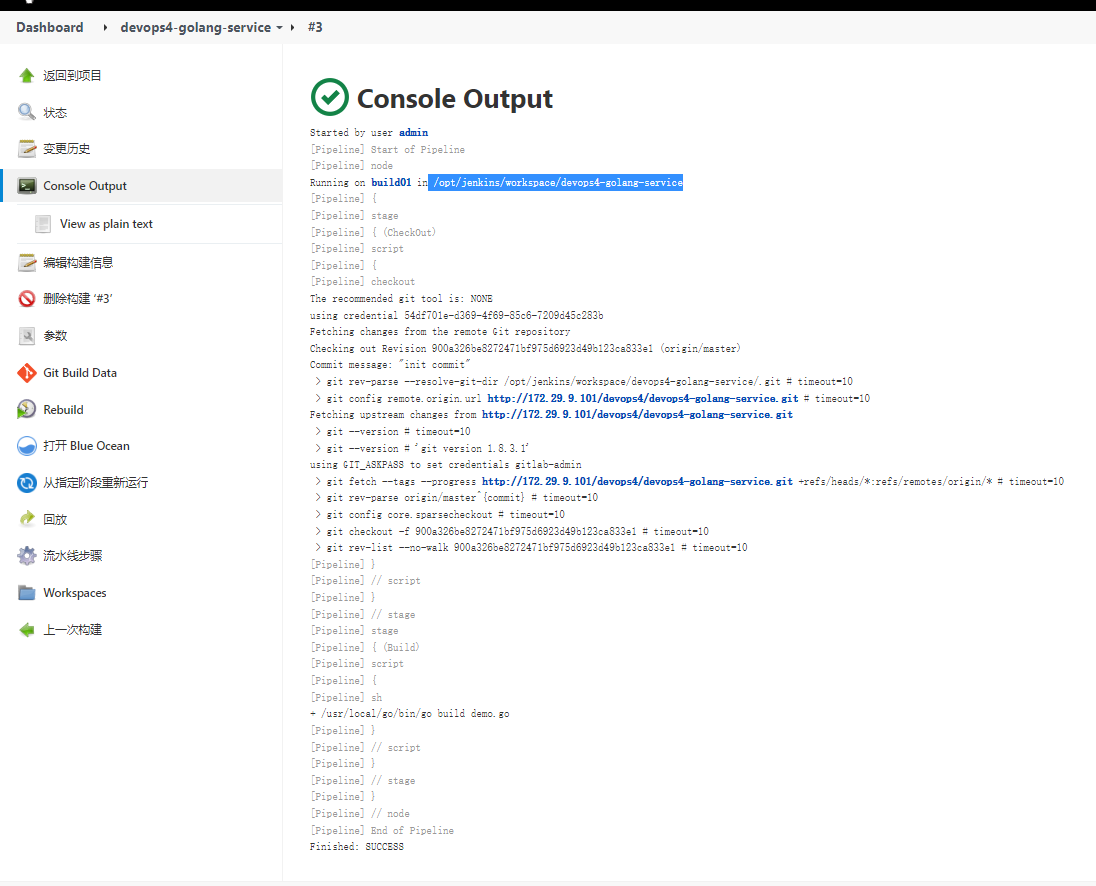 Dashboard devops4-golang-service #3
返回到项目
状态
变更历史
Console Output
View as plain text
编辑构建信息
删除构建 '#3'
参数
Git Build Data
Rebuild
打开 Blue Ocean
从指定阶段重新运行
回放
流水线步骤
Workspaces
上一次构建
Console Output
Started by user admin
[Pipeline] Start of Pipeline
[Pipeline] node
Running on build01 in /opt/jenkins/workspace/devops4-golang-service
[Pipeline] {
[Pipeline] stage
[Pipeline] { (CheckOut)
[Pipeline] script
[Pipeline] {
[Pipeline] checkout
The recommended git tool is: NONE
using credential 54df701e-d369-4f69-85c6-7209d45c283b
Fetching changes from the remote Git repository
Checking out Revision 900a326be8272471bf975d6923d49b123ca833e1 (origin/master)
Commit message: "init commit"
> git rev-parse --resolve-git-dir /opt/jenkins/workspace/devops4-golang-service/.git # timeout=10
> git config remote.origin.url http://172.29.9.101/devops4/devops4-golang-service.git # timeout=10
Fetching upstream changes from http://172.29.9.101/devops4/devops4-golang-service.git
> git --version # timeout=10
> git --version # 'git version 1.8.3.1'
using GIT_ASKPASS to set credentials gitlab-admin
> git fetch --tags --progress http://172.29.9.101/devops4/devops4-golang-service.git +refs/heads/*:refs/remotes/origin/* # timeout=10
> git rev-parse origin/master^{commit} # timeout=10
> git config core.sparsecheckout # timeout=10
> git checkout -f 900a326be8272471bf975d6923d49b123ca833e1 # timeout=10
> git rev-list --no-walk 900a326be8272471bf975d6923d49b123ca833e1 # timeout=10
[Pipeline] }
[Pipeline] // script
[Pipeline] }
[Pipeline] // stage
[Pipeline] stage
[Pipeline] { (Build)
[Pipeline] script
[Pipeline] {
[Pipeline] sh
+ /usr/local/go/bin/go build demo.go
[Pipeline] }
[Pipeline] // script
[Pipeline] }
[Pipeline] // stage
[Pipeline] }
[Pipeline] // node
[Pipeline] End of Pipeline
Finished: SUCCESS